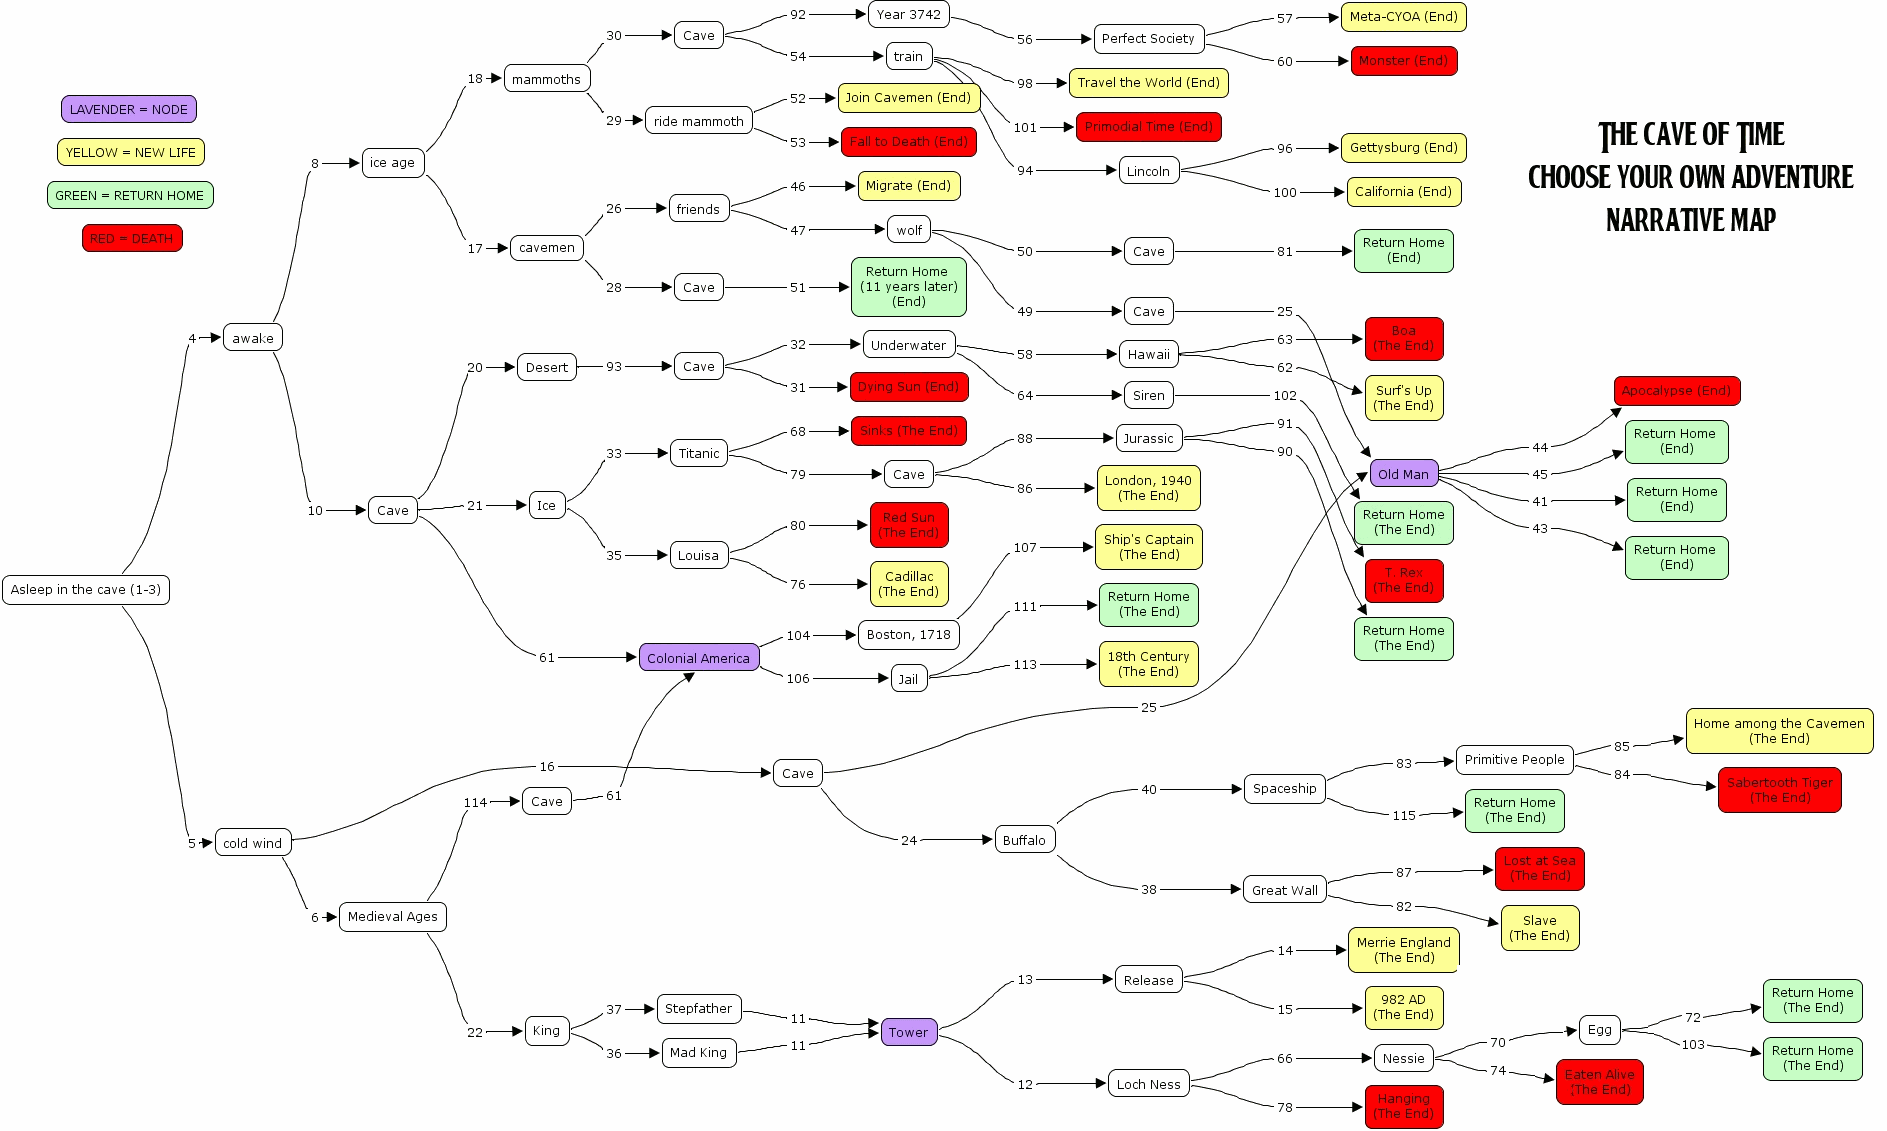 THE CAVE OF TIME
CHOOSE YOUR OWN ADVENTURE
NARRATIVE MAP
LAVENDER = NODE
YELLOW = NEW LIFE
GREEN = RETURN HOME
RED = DEATH
Asleep in the cave (1-3)
4
awake
8
ice age
18
mammoths
30
Cave
92
Year 3742
56
Perfect Society
57
Meta-CYOA (End)
60
Monster (End)
54
train
98
Travel the World (End)
101
Primodial Time (End)
94
Lincoln
96
Gettysburg (End)
100
California (End)
29
ride mammoth
52
Join Cavemen (End)
53
Fall to Death (End)
17
cavemen
26
friends
46
Migrate (End)
47
wolf
50
Cave
81
Return Home
(End)
49
Cave
25
28
Cave
51
Return Home
(11 years later)
(End)
10
Cave
20
Desert
93
Cave
32
Underwater
58
Hawaii
63
Boa
(The End)
62
Surf's Up
(The End)
64
Siren
102
Return Home
(The End)
31
Dying Sun (End)
21
Ice
33
Titanic
68
Sinks (The End)
79
Cave
88
Jurassic
91
T. Rex
(The End)
90
Return Home
(The End)
86
London, 1940
(The End)
35
Louisa
80
Red Sun
(The End)
76
Cadillac
(The End)
61
Colonial America
104
Boston, 1718
107
Ship's Captain
(The End)
106
Jail
111
Return Home
(The End)
113
18th Century
(The End)
Old Man
44
Apocalypse (End)
45
Return Home
(End)
41
Return Home
(End)
43
Return Home
(End)
5
cold wind
16
Cave
25
24
Buffalo
40
Spaceship
83
Primitive People
85
Home among the Cavemen
(The End)
84
Sabertooth Tiger
(The End)
115
Return Home
(The End)
38
Great Wall
87
Lost at Sea
(The End)
82
Slave
(The End)
6
Medieval Ages
114
Cave
61
22
King
37
Stepfather
11
36
Mad King
11
Tower
13
Release
14
Merrie England
(The End)
15
982 AD
(The End)
12
Loch Ness
66
Nessie
70
Egg
72
Return Home
(The End)
103
Return Home
(The End)
74
Eaten Alive
(The End)
78
Hanging
(The End)